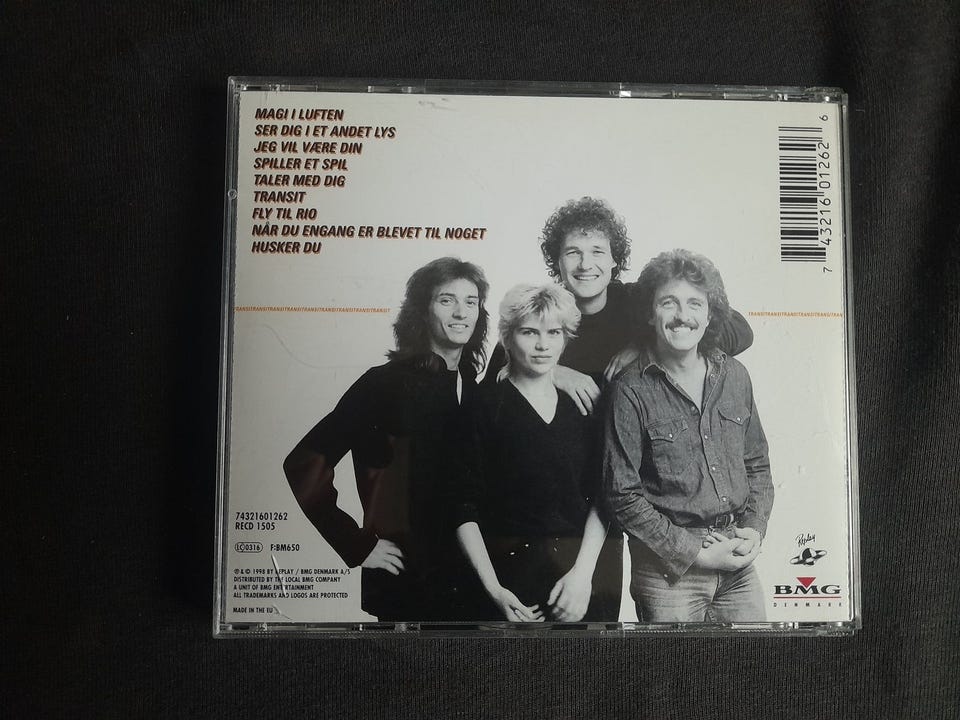 MAGI I LUFTEN
SER DIG I ET ANDET LYS
JEG VIL VÆRE DIN
SPILLER ET SPIL
TALER MED DIG
TRANSIT
FLY TIL RIO
NÅR DU ENGANG ER BLEVET TIL NOGET
HUSKER DU
7 43216 01262 6
TRANSITTRANSITTRANSITTRANSITTRANSITTRANSIT
TRANSITTRANSITTRANSITTRANSIT
74321601262
RECD 1505
LC 0316 F:BM650
℗ & © 1998 BY REPLAY / BMG DENMARK A/S
DISTRIBUTED BY THE LOCAL BMG COMPANY
A UNIT OF BMG ENTERTAINMENT
ALL TRADEMARKS AND LOGOS ARE PROTECTED
MADE IN THE EU
Replay
BMG
DENMARK